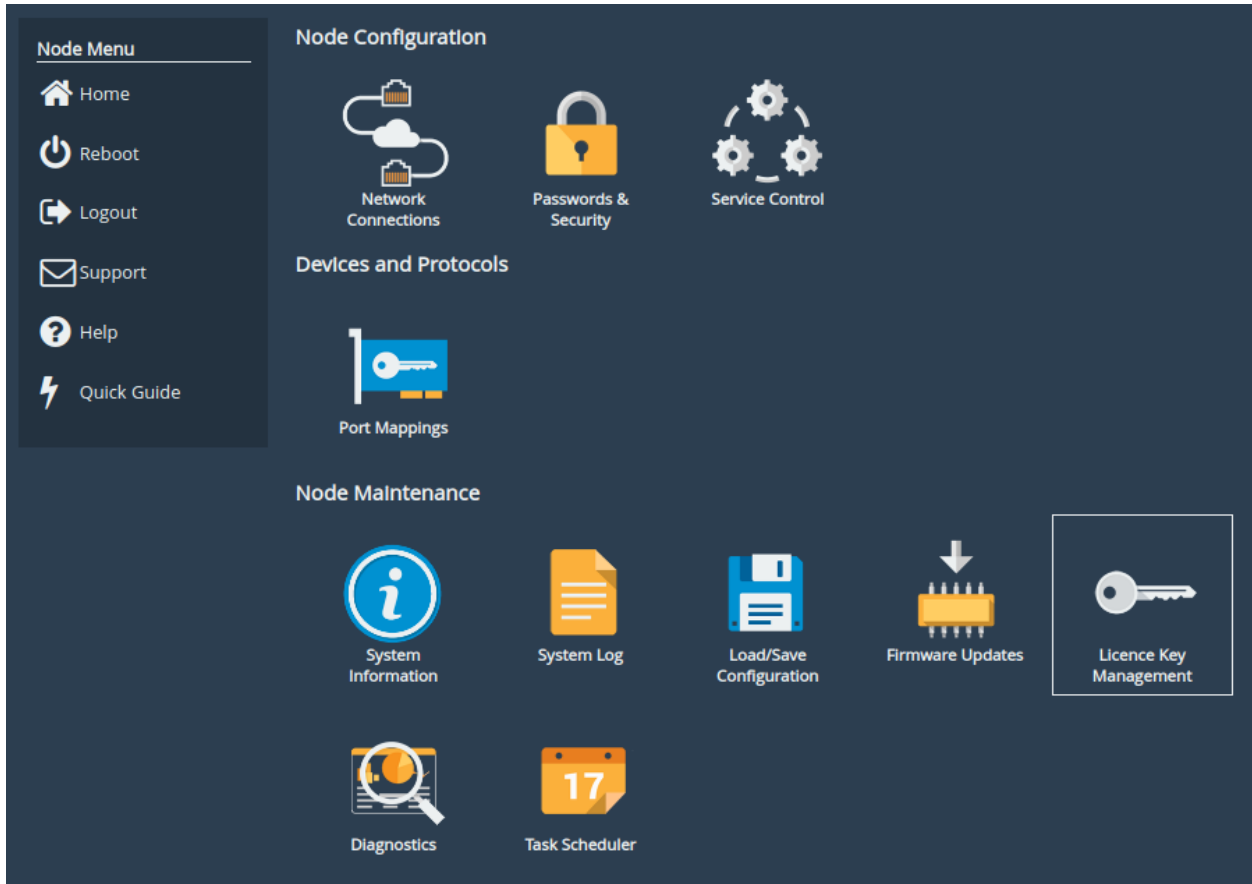 Node Menu
Home
Reboot
Logout
Support
Help
Quick Guide
Node Configuration
Network
Connections
Passwords &
Security
Service Control
Devices and Protocols
Port Mappings
Node Maintenance
System
Information
System Log
Load/Save
Configuration
Firmware Updates
Licence Key
Management
Diagnostics
17
Task Scheduler